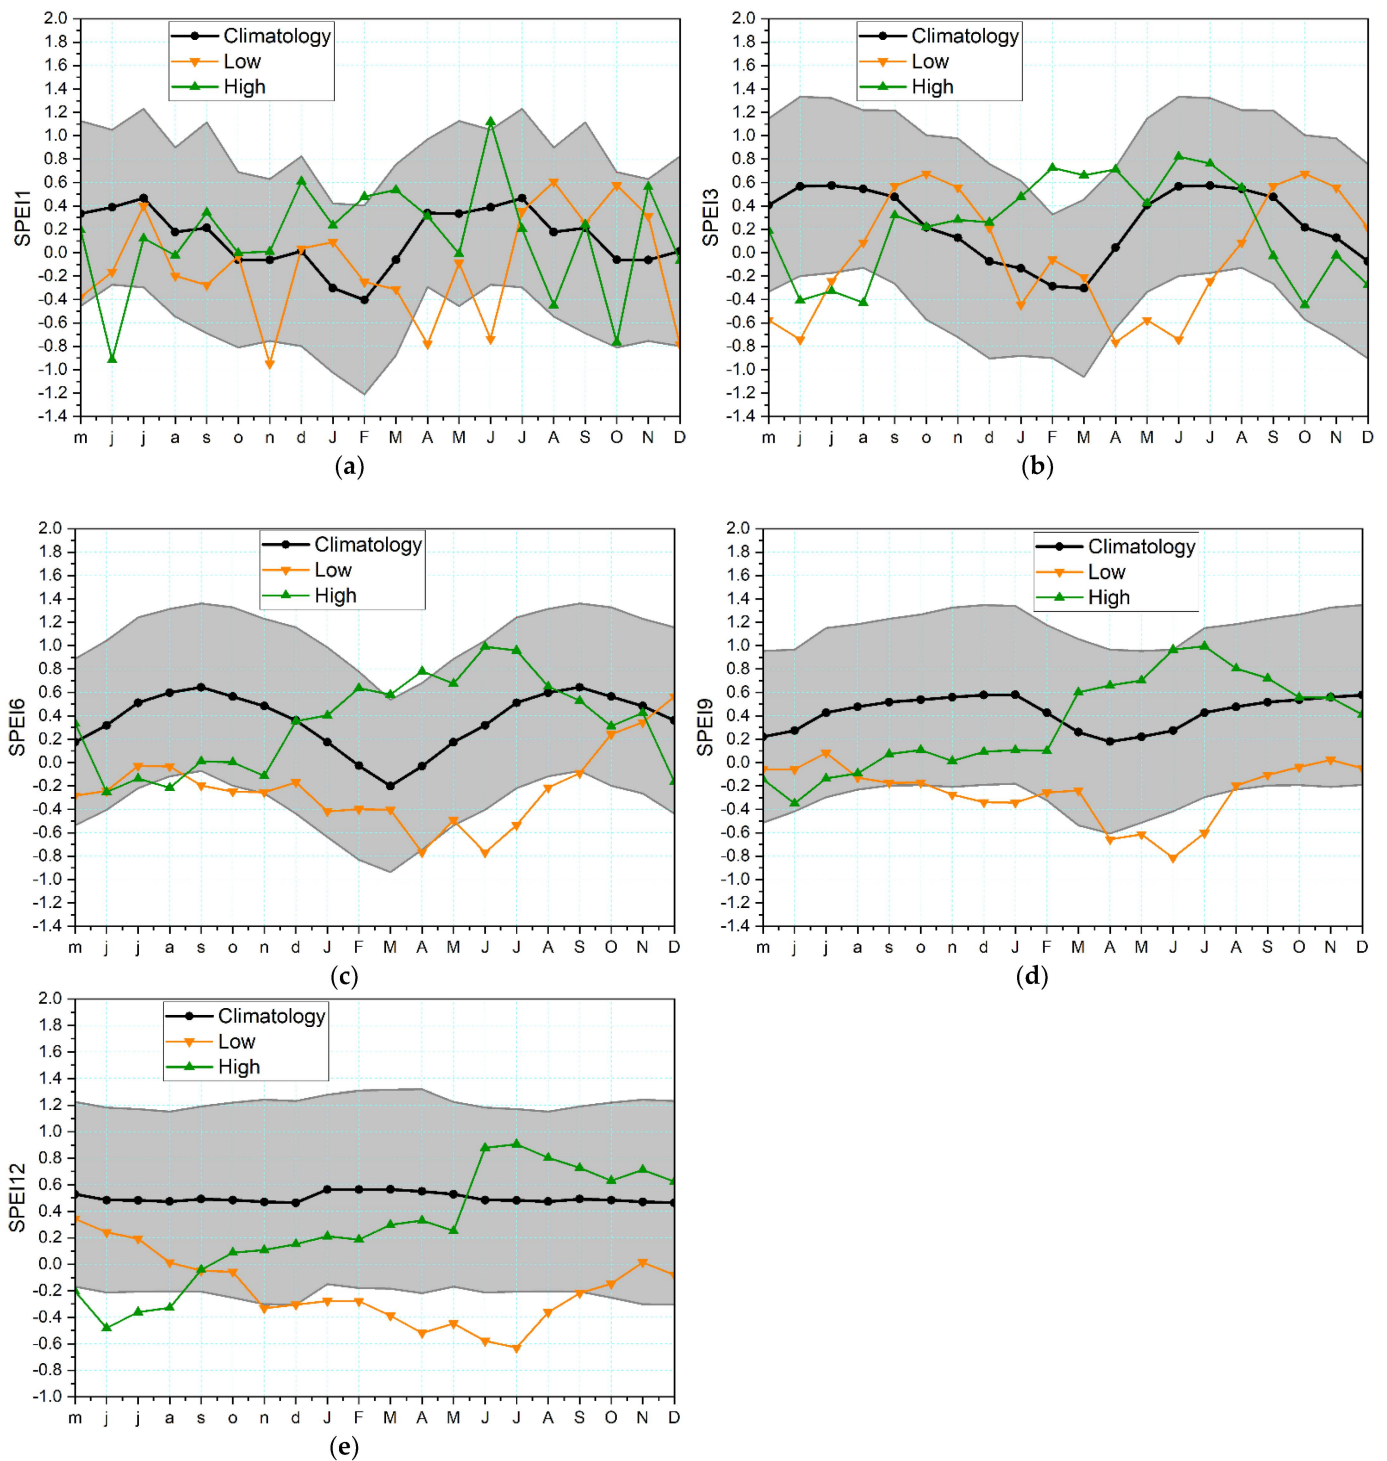 SPEI1
2.0
1.8
1.6
1.4
1.2
1.0
0.8
0.6
0.4
0.2
0.0
-0.2
-0.4
-0.6
-0.8
-1.0
-1.2
-1.4
Climatology
Low
High
m j j a s o n d J F M A M J J A S O N D
(a)
SPEI3
2.0
1.8
1.6
1.4
1.2
1.0
0.8
0.6
0.4
0.2
0.0
-0.2
-0.4
-0.6
-0.8
-1.0
-1.2
-1.4
Climatology
Low
High
m j j a s o n d J F M A M J J A S O N D
(b)
SPEI6
2.0
1.8
1.6
1.4
1.2
1.0
0.8
0.6
0.4
0.2
0.0
-0.2
-0.4
-0.6
-0.8
-1.0
-1.2
-1.4
Climatology
Low
High
m j j a s o n d J F M A M J J A S O N D
(c)
SPEI9
2.0
1.8
1.6
1.4
1.2
1.0
0.8
0.6
0.4
0.2
0.0
-0.2
-0.4
-0.6
-0.8
-1.0
-1.2
-1.4
Climatology
Low
High
m j j a s o n d J F M A M J J A S O N D
(d)
SPEI12
2.0
1.8
1.6
1.4
1.2
1.0
0.8
0.6
0.4
0.2
0.0
-0.2
-0.4
-0.6
-0.8
-1.0
Climatology
Low
High
m j j a s o n d J F M A M J J A S O N D
(e)